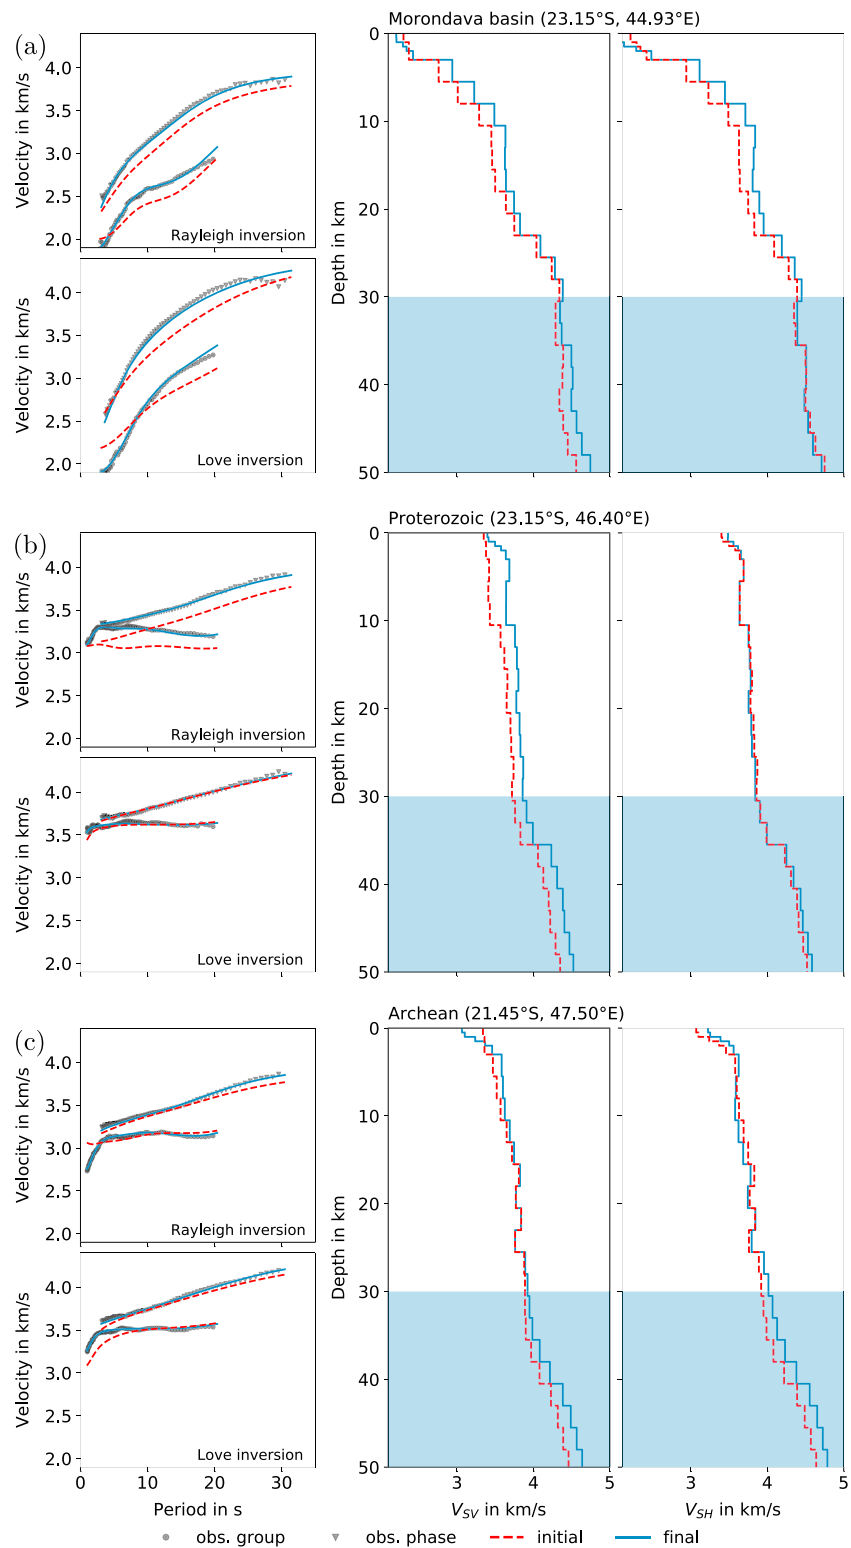 (a)
Morondava basin (23.15°S, 44.93°E)
Velocity in km/s
4.0
3.5
3.0
2.5
2.0
Rayleigh inversion
Velocity in km/s
4.0
3.5
3.0
2.5
2.0
Love inversion
Depth in km
0
10
20
30
40
50
(b)
Proterozoic (23.15°S, 46.40°E)
Velocity in km/s
4.0
3.5
3.0
2.5
2.0
Rayleigh inversion
Velocity in km/s
4.0
3.5
3.0
2.5
2.0
Love inversion
Depth in km
0
10
20
30
40
50
(c)
Archean (21.45°S, 47.50°E)
Velocity in km/s
4.0
3.5
3.0
2.5
2.0
Rayleigh inversion
Velocity in km/s
4.0
3.5
3.0
2.5
2.0
Love inversion
0 10 20 30
Period in s
Depth in km
0
10
20
30
40
50
3 4 5
V_SV in km/s
3 4 5
V_SH in km/s
obs. group obs. phase initial final